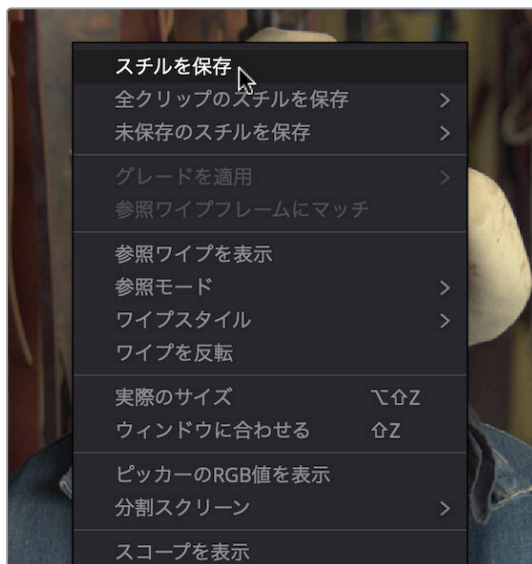 スチルを保存
全クリップのスチルを保存 >
未保存のスチルを保存 >
グレードを適用 >
参照ワイプフレームにマッチ
参照ワイプを表示
参照モード >
ワイプスタイル >
ワイプを反転
実際のサイズ ⌥⇧Z
ウィンドウに合わせる ⇧Z
ピッカーのRGB値を表示
分割スクリーン >
スコープを表示